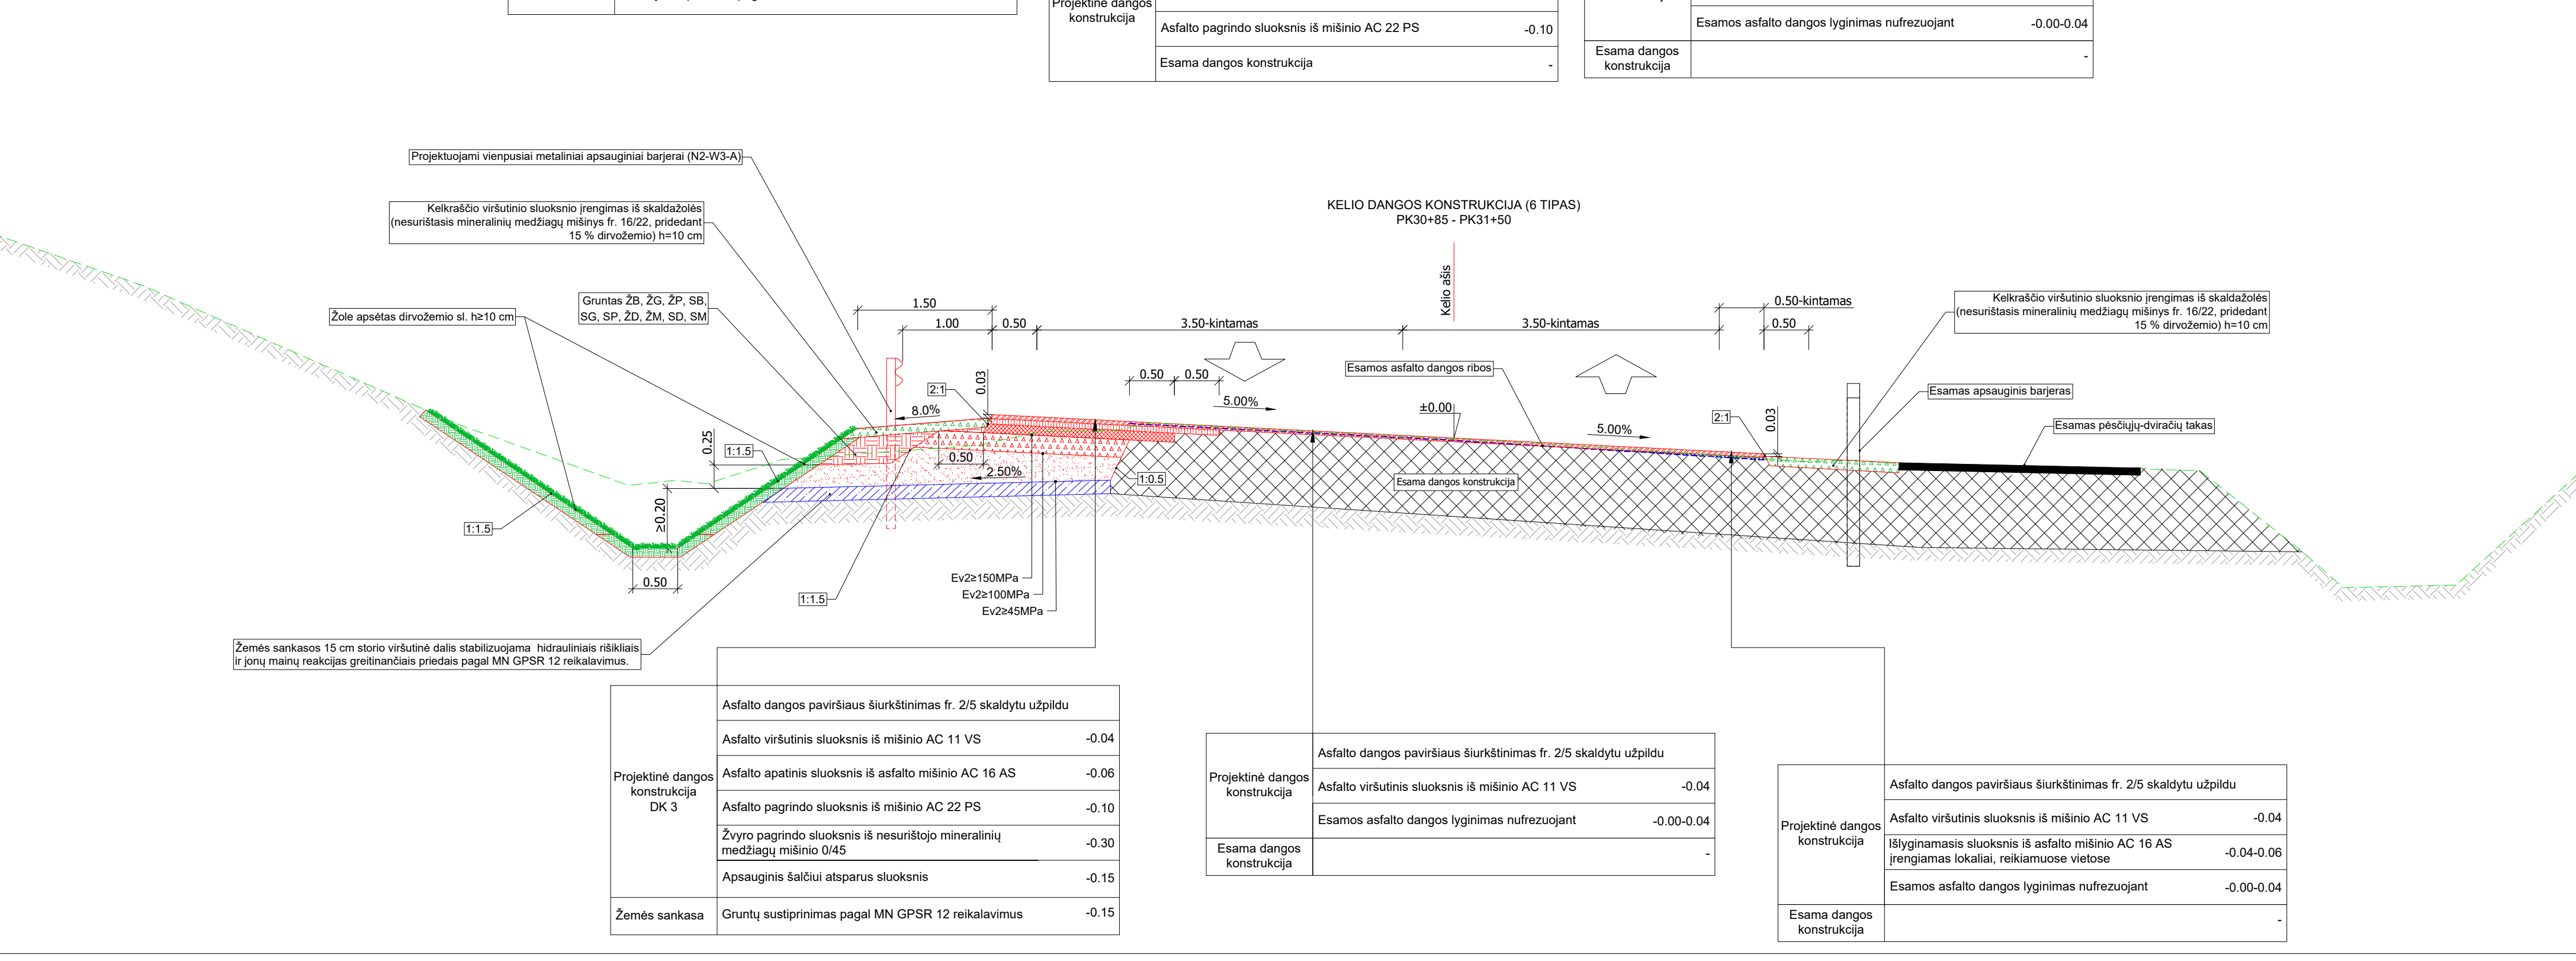 Projektinė dangos
konstrukcija
Asfalto pagrindo sluoksnis iš mišinio AC 22 PS -0.10
Esama dangos konstrukcija -
Esamos asfalto dangos lyginimas nufrezuojant -0.00-0.04
Esama dangos
konstrukcija
-
Projektuojami vienpusiai metaliniai apsauginiai barjerai (N2-W3-A)
Kelkraščio viršutinio sluoksnio įrengimas iš skaldažolės
(nesurištasis mineralinių medžiagų mišinys fr. 16/22, pridedant
15 % dirvožemio) h=10 cm
Žole apsėtas dirvožemio sl. h≥10 cm
Gruntas ŽB, ŽG, ŽP, SB,
SG, SP, ŽD, ŽM, SD, SM
KELIO DANGOS KONSTRUKCIJA (6 TIPAS)
PK30+85 - PK31+50
Kelio ašis
1.50
1.00
0.50
3.50-kintamas
3.50-kintamas
0.50-kintamas
0.50
Kelkraščio viršutinio sluoksnio įrengimas iš skaldažolės
(nesurištasis mineralinių medžiagų mišinys fr. 16/22, pridedant
15 % dirvožemio) h=10 cm
Esamos asfalto dangos ribos
Esamas apsauginis barjeras
Esamas pėsčiųjų-dviračių takas
2:1
0.03
0.50
0.50
5.00%
±0.00
5.00%
2:1
0.03
8.0%
0.25
1:1.5
0.50
2.50%
1:0.5
Esama dangos konstrukcija
≥0.20
1:1.5
0.50
1:1.5
Ev2≥150MPa
Ev2≥100MPa
Ev2≥45MPa
Žemės sankasos 15 cm storio viršutinė dalis stabilizuojama hidrauliniais rišikliais
ir jonų mainų reakcijas greitinančiais priedais pagal MN GPSR 12 reikalavimus.
Projektinė dangos
konstrukcija
DK 3
Asfalto dangos paviršiaus šiurkštinimas fr. 2/5 skaldytu užpildu
Asfalto viršutinis sluoksnis iš mišinio AC 11 VS -0.04
Asfalto apatinis sluoksnis iš asfalto mišinio AC 16 AS -0.06
Asfalto pagrindo sluoksnis iš mišinio AC 22 PS -0.10
Žvyro pagrindo sluoksnis iš nesurištojo mineralinių
medžiagų mišinio 0/45 -0.30
Apsauginis šalčiui atsparus sluoksnis -0.15
Žemės sankasa
Gruntų sustiprinimas pagal MN GPSR 12 reikalavimus -0.15
Projektinė dangos
konstrukcija
Asfalto dangos paviršiaus šiurkštinimas fr. 2/5 skaldytu užpildu
Asfalto viršutinis sluoksnis iš mišinio AC 11 VS -0.04
Esamos asfalto dangos lyginimas nufrezuojant -0.00-0.04
Esama dangos
konstrukcija
-
Projektinė dangos
konstrukcija
Asfalto dangos paviršiaus šiurkštinimas fr. 2/5 skaldytu užpildu
Asfalto viršutinis sluoksnis iš mišinio AC 11 VS -0.04
Išlyginamasis sluoksnis iš asfalto mišinio AC 16 AS
įrengiamas lokaliai, reikiamuose vietose -0.04-0.06
Esamos asfalto dangos lyginimas nufrezuojant -0.00-0.04
Esama dangos
konstrukcija
-